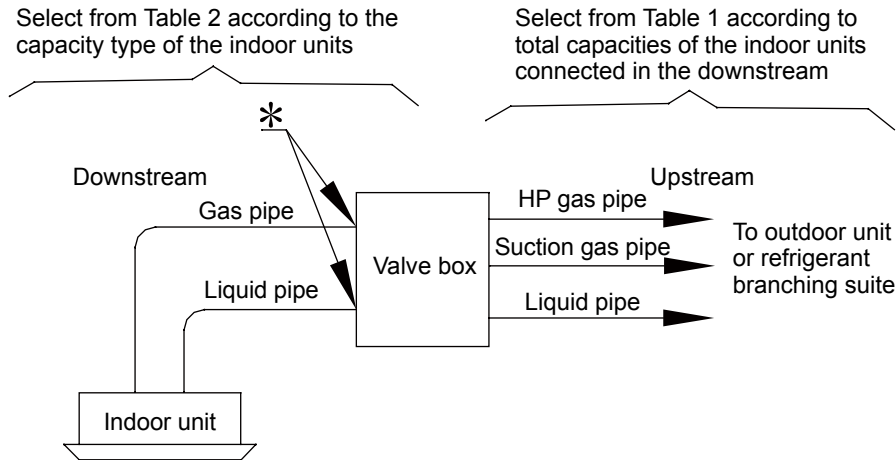 Select from Table 2 according to the
capacity type of the indoor units
Select from Table 1 according to
total capacities of the indoor units
connected in the downstream
*
Downstream
Upstream
Gas pipe
HP gas pipe
To outdoor unit
or refrigerant
branching suite
Valve box
Suction gas pipe
Liquid pipe
Liquid pipe
Indoor unit